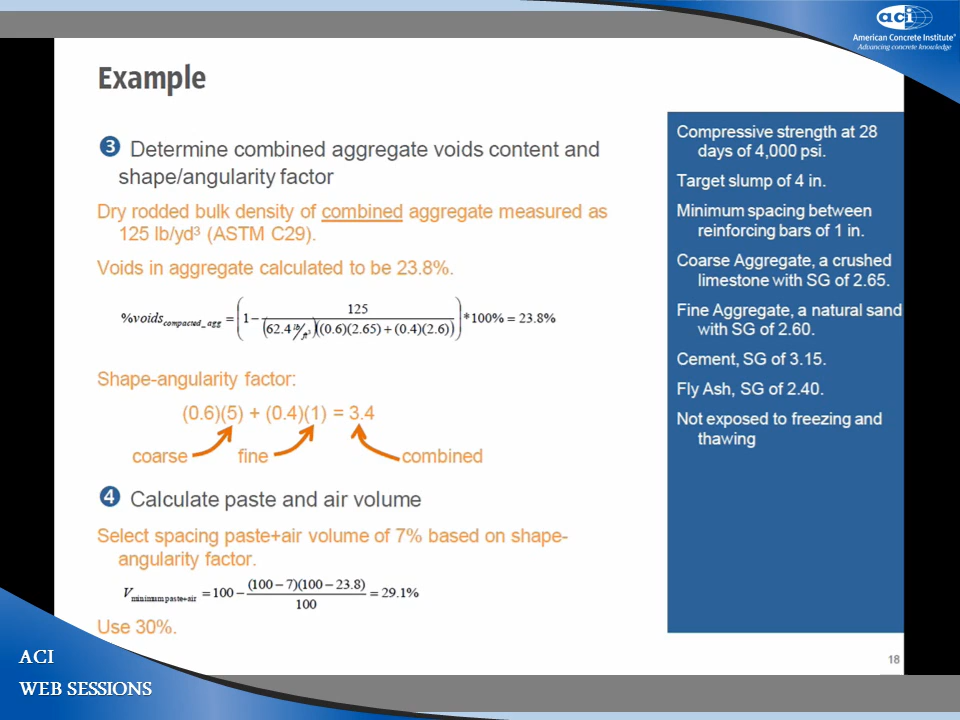 aci
American Concrete Institute®
Advancing concrete knowledge
Example
❸ Determine combined aggregate voids content and
shape/angularity factor
Dry rodded bulk density of combined aggregate measured as
125 lb/yd³ (ASTM C29).
Voids in aggregate calculated to be 23.8%.
%voids_compacted_agg = (1 − 125 / ((62.4 lb/ft³)((0.6)(2.65) + (0.4)(2.6)))) * 100% = 23.8%
Shape-angularity factor:
(0.6)(5) + (0.4)(1) = 3.4
coarse fine combined
❹ Calculate paste and air volume
Select spacing paste+air volume of 7% based on shape-
angularity factor.
V_minimum paste+air = 100 − (100 − 7)(100 − 23.8) / 100 = 29.1%
Use 30%.
Compressive strength at 28
days of 4,000 psi.
Target slump of 4 in.
Minimum spacing between
reinforcing bars of 1 in.
Coarse Aggregate, a crushed
limestone with SG of 2.65.
Fine Aggregate, a natural sand
with SG of 2.60.
Cement, SG of 3.15.
Fly Ash, SG of 2.40.
Not exposed to freezing and
thawing
18
ACI
WEB SESSIONS